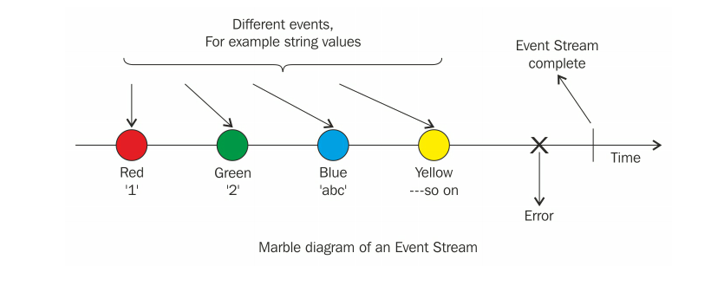 Different events,
For example string values
Event Stream
complete
Time
Red
'1'
Green
'2'
Blue
'abc'
Yellow
---so on
Error
Marble diagram of an Event Stream